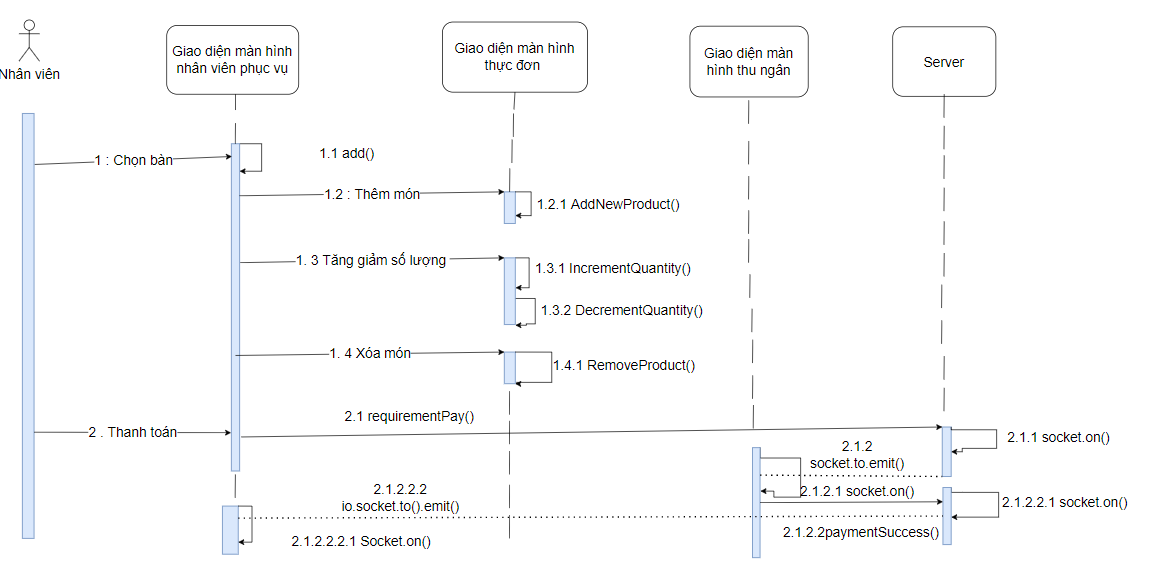 Nhân viên
Giao diện màn hình
nhân viên phục vụ
Giao diện màn hình
thực đơn
Giao diện màn
hình thu ngân
Server
1 : Chọn bàn
1.1 add()
1.2 : Thêm món
1.2.1 AddNewProduct()
1. 3 Tăng giảm số lượng
1.3.1 IncrementQuantity()
1.3.2 DecrementQuantity()
1. 4 Xóa món
1.4.1 RemoveProduct()
2 . Thanh toán
2.1 requirementPay()
2.1.1 socket.on()
2.1.2
socket.to.emit()
2.1.2.1 socket.on()
2.1.2.2.1 socket.on()
2.1.2.2.2
io.socket.to().emit()
2.1.2.2paymentSuccess()
2.1.2.2.2.1 Socket.on()